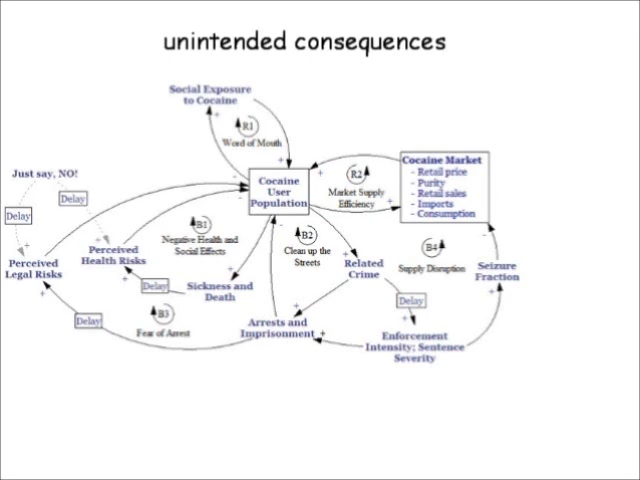 unintended consequences
Social Exposure
to Cocaine
+
R1
Word of Mouth
-
+
Cocaine
User
Population
+
R2
Market Supply
Efficiency
+
Cocaine Market
- Retail price
- Purity
- Retail sales
- Imports
- Consumption
Just say, NO!
Delay
Delay
-
-
B1
Negative Health and
Social Effects
-
B2
Clean up the
Streets
+
+
Perceived
Legal Risks
+
+
Perceived
Health Risks
+
Delay
+
Sickness and
Death
+
Related
Crime
B4
Supply Disruption
-
Seizure
Fraction
Delay
B3
Fear of Arrest
Delay
+
Arrests and
Imprisonment
+
+
Enforcement
Intensity; Sentence
Severity
+